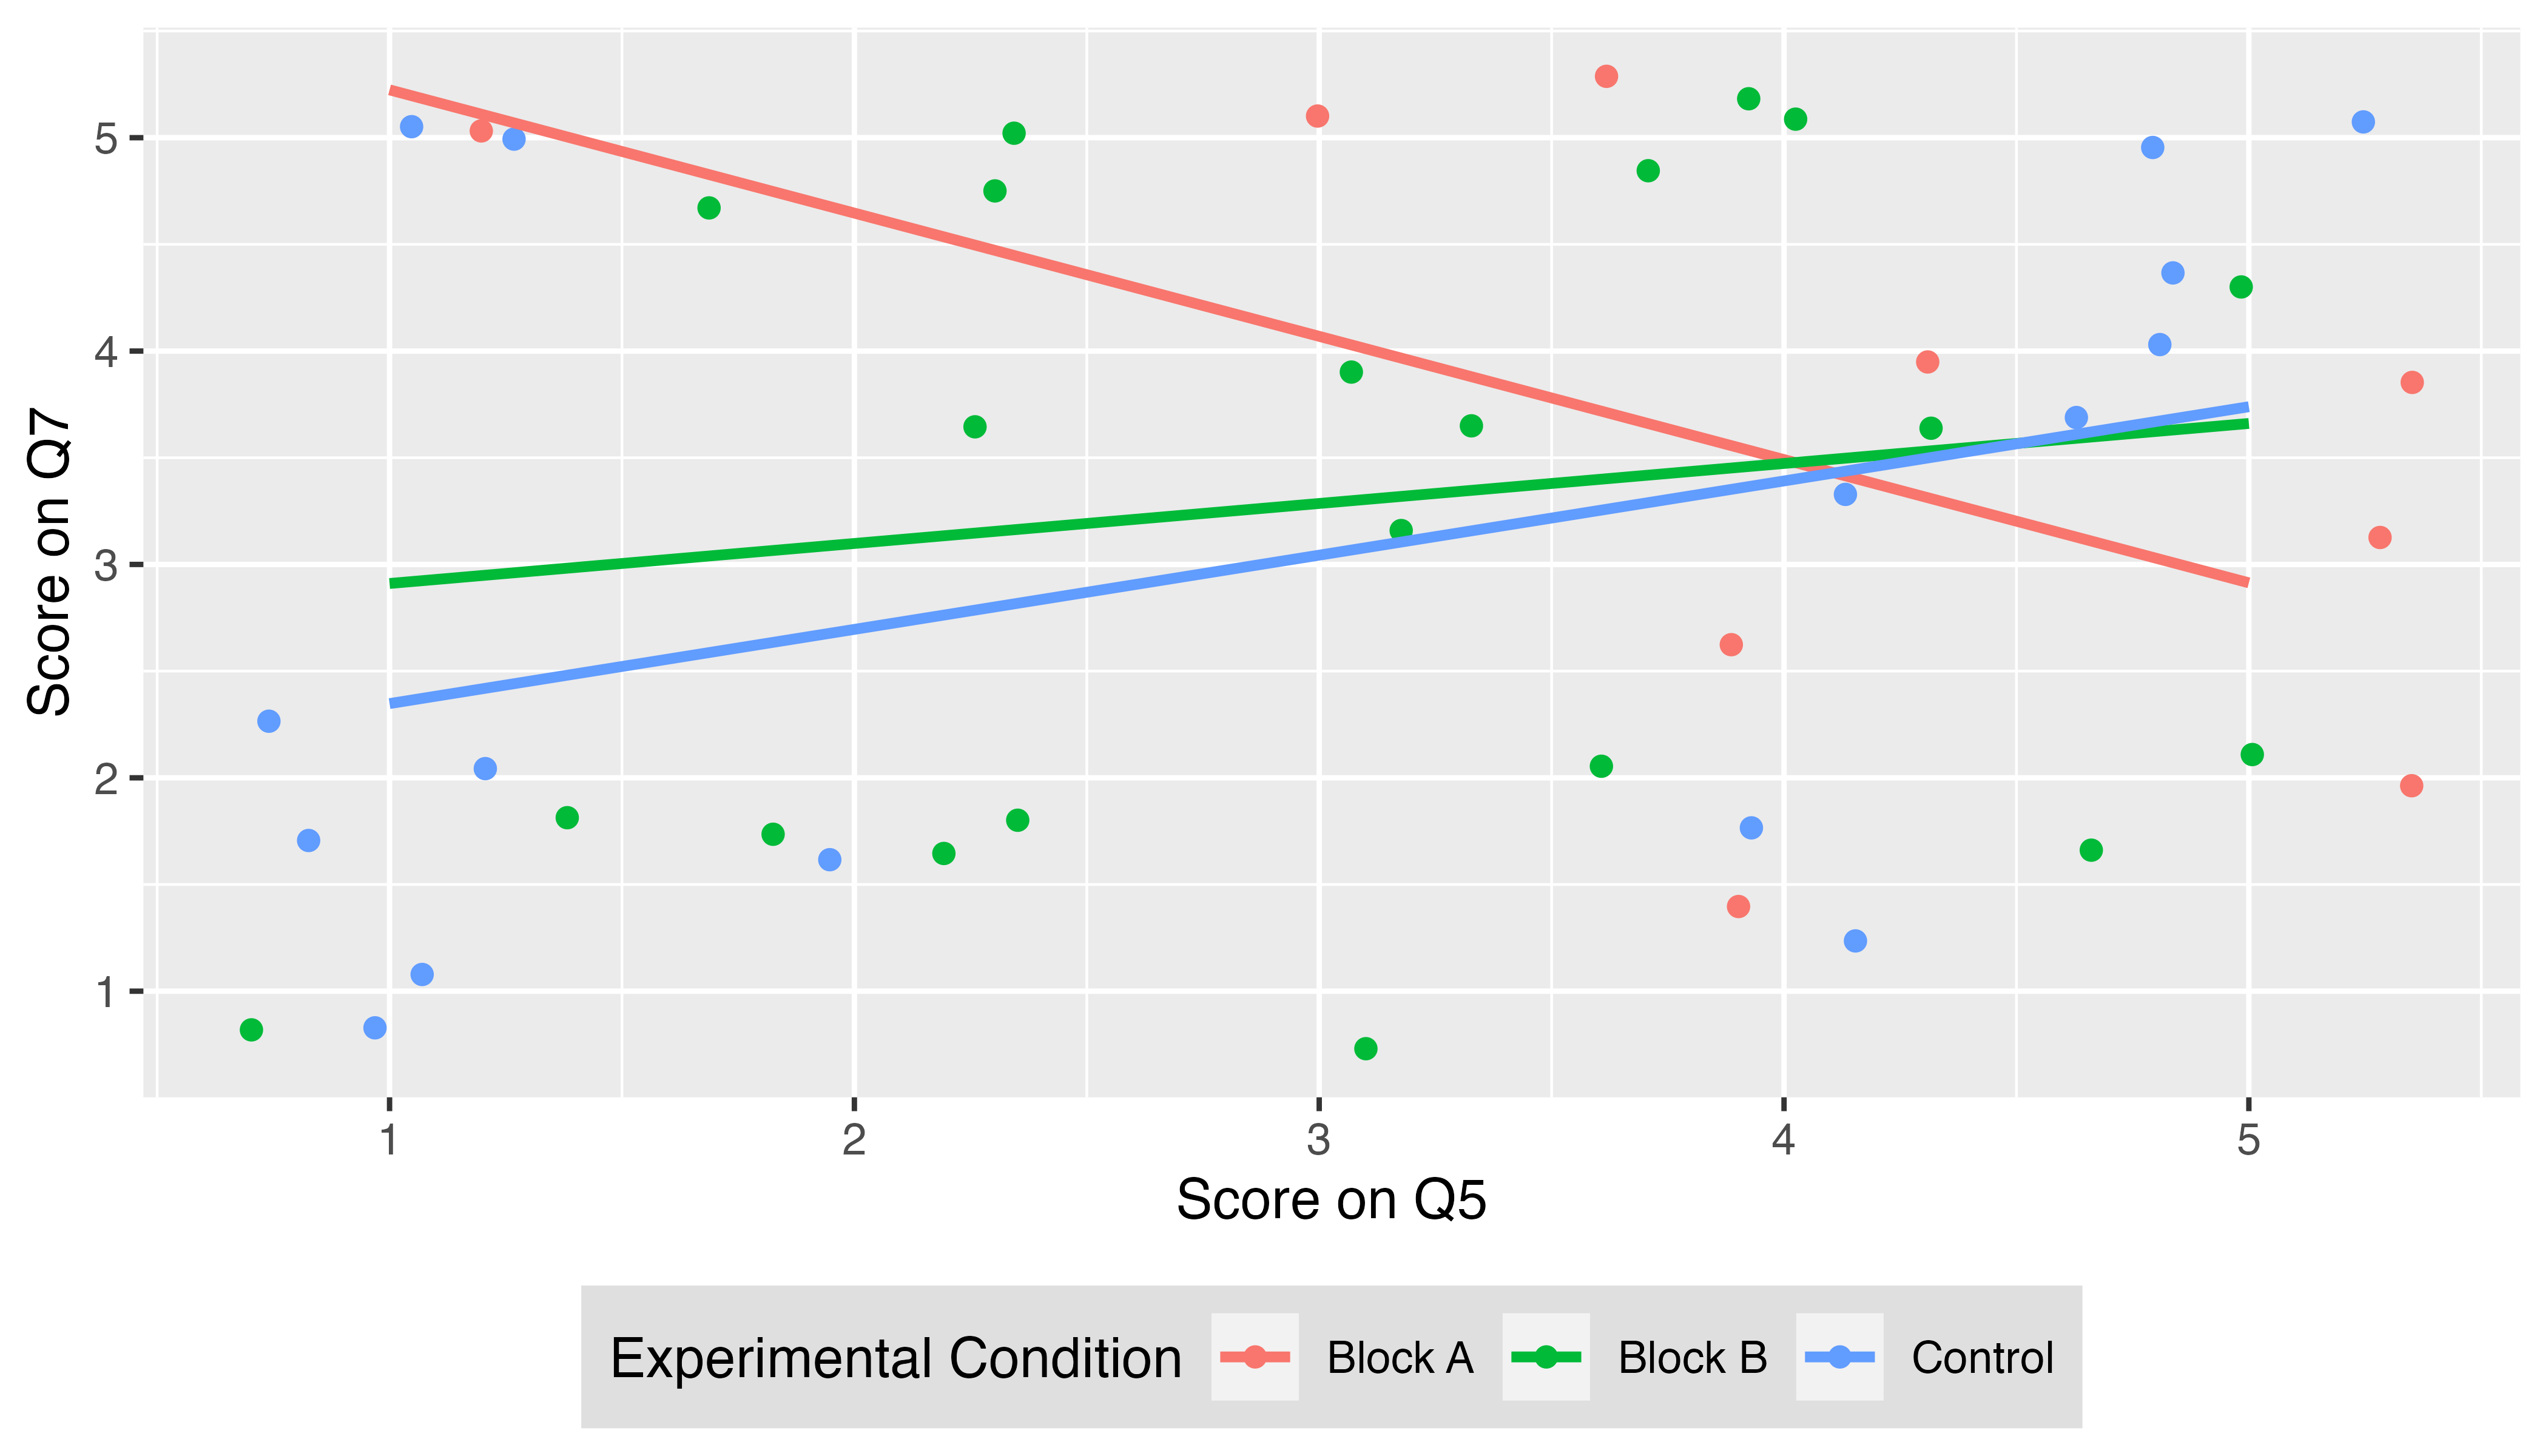 Score on Q7
5
4
3
2
1
1 2 3 4 5
Score on Q5
Experimental Condition Block A Block B Control